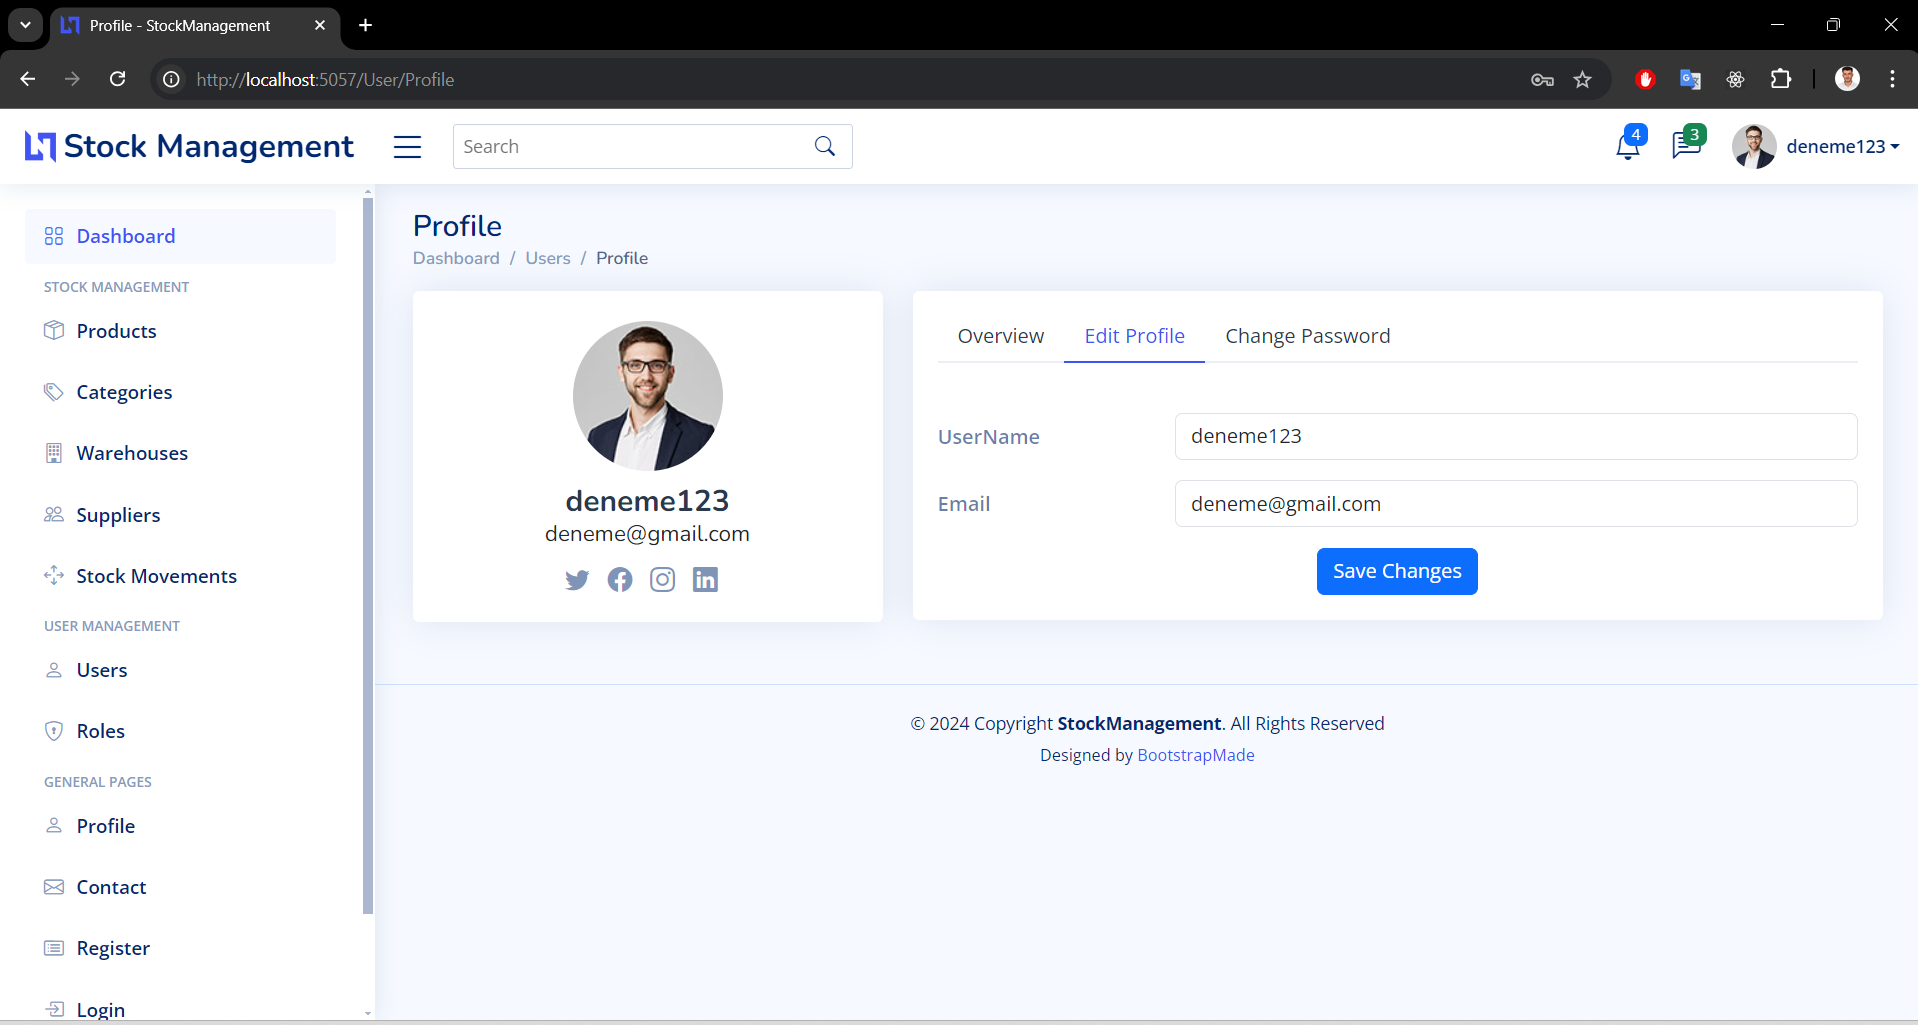 Profile - StockManagement
http://localhost:5057/User/Profile
Stock Management
Search
4
3
deneme123
Dashboard
STOCK MANAGEMENT
Products
Categories
Warehouses
Suppliers
Stock Movements
USER MANAGEMENT
Users
Roles
GENERAL PAGES
Profile
Contact
Register
Login
Profile
Dashboard / Users / Profile
deneme123
deneme@gmail.com
Overview Edit Profile Change Password
UserName deneme123
Email deneme@gmail.com
Save Changes
© 2024 Copyright StockManagement. All Rights Reserved
Designed by BootstrapMade